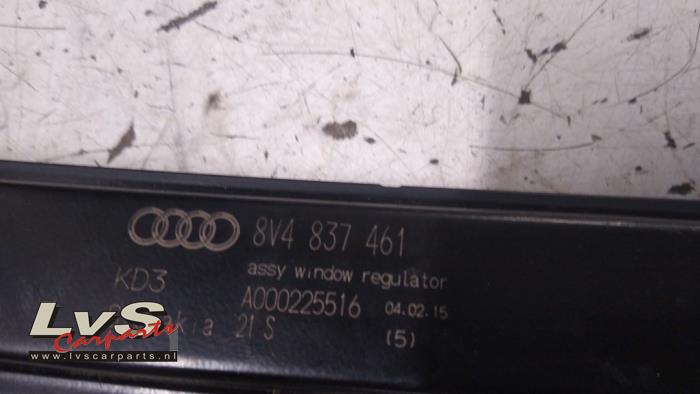 8V4 837 461
assy window regulator
KD3
A000225516 04.02.15
21 S (5)
LvS
Carparts
www.lvscarparts.nl